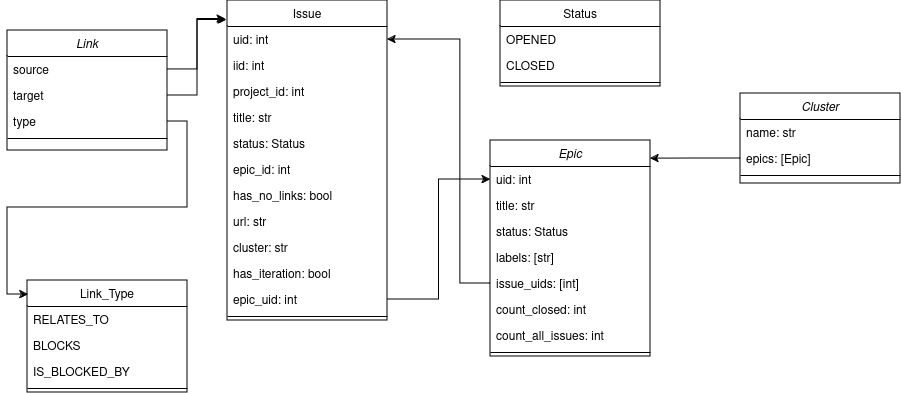 Link
source
target
type
Link_Type
RELATES_TO
BLOCKS
IS_BLOCKED_BY
Issue
uid: int
iid: int
project_id: int
title: str
status: Status
epic_id: int
has_no_links: bool
url: str
cluster: str
has_iteration: bool
epic_uid: int
Status
OPENED
CLOSED
Epic
uid: int
title: str
status: Status
labels: [str]
issue_uids: [int]
count_closed: int
count_all_issues: int
Cluster
name: str
epics: [Epic]